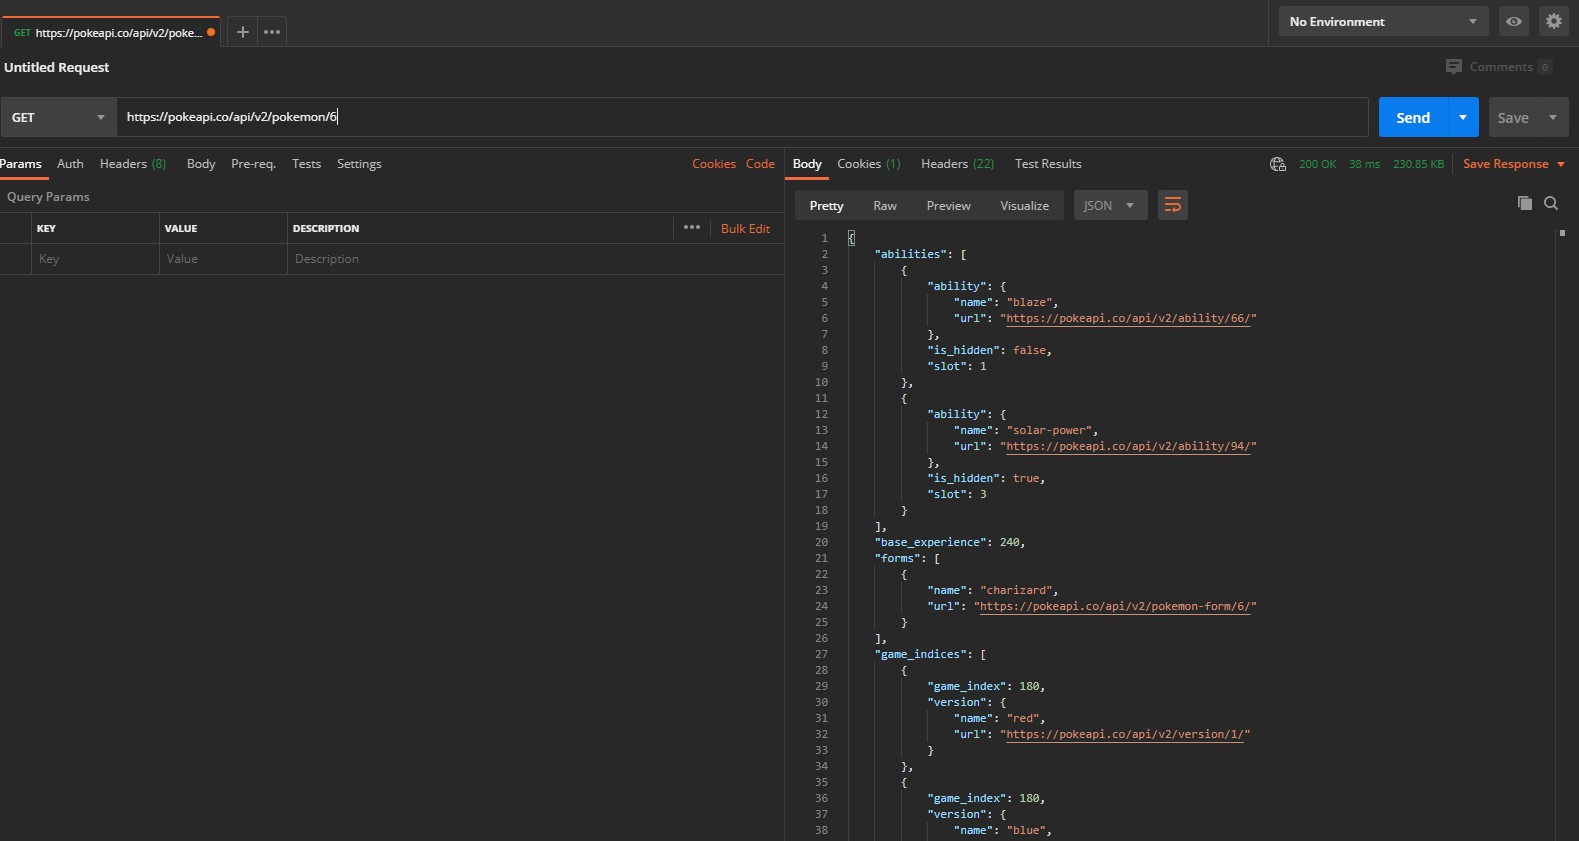 GET https://pokeapi.co/api/v2/poke...
No Environment
Untitled Request
Comments 0
GET https://pokeapi.co/api/v2/pokemon/6 Send Save
Params Auth Headers (8) Body Pre-req. Tests Settings Cookies Code
Query Params
KEY VALUE DESCRIPTION Bulk Edit
Key Value Description
Body Cookies (1) Headers (22) Test Results 200 OK 38 ms 230.85 KB Save Response
Pretty Raw Preview Visualize JSON
1 {
2 "abilities": [
3 {
4 "ability": {
5 "name": "blaze",
6 "url": "https://pokeapi.co/api/v2/ability/66/"
7 },
8 "is_hidden": false,
9 "slot": 1
10 },
11 {
12 "ability": {
13 "name": "solar-power",
14 "url": "https://pokeapi.co/api/v2/ability/94/"
15 },
16 "is_hidden": true,
17 "slot": 3
18 }
19 ],
20 "base_experience": 240,
21 "forms": [
22 {
23 "name": "charizard",
24 "url": "https://pokeapi.co/api/v2/pokemon-form/6/"
25 }
26 ],
27 "game_indices": [
28 {
29 "game_index": 180,
30 "version": {
31 "name": "red",
32 "url": "https://pokeapi.co/api/v2/version/1/"
33 }
34 },
35 {
36 "game_index": 180,
37 "version": {
38 "name": "blue",